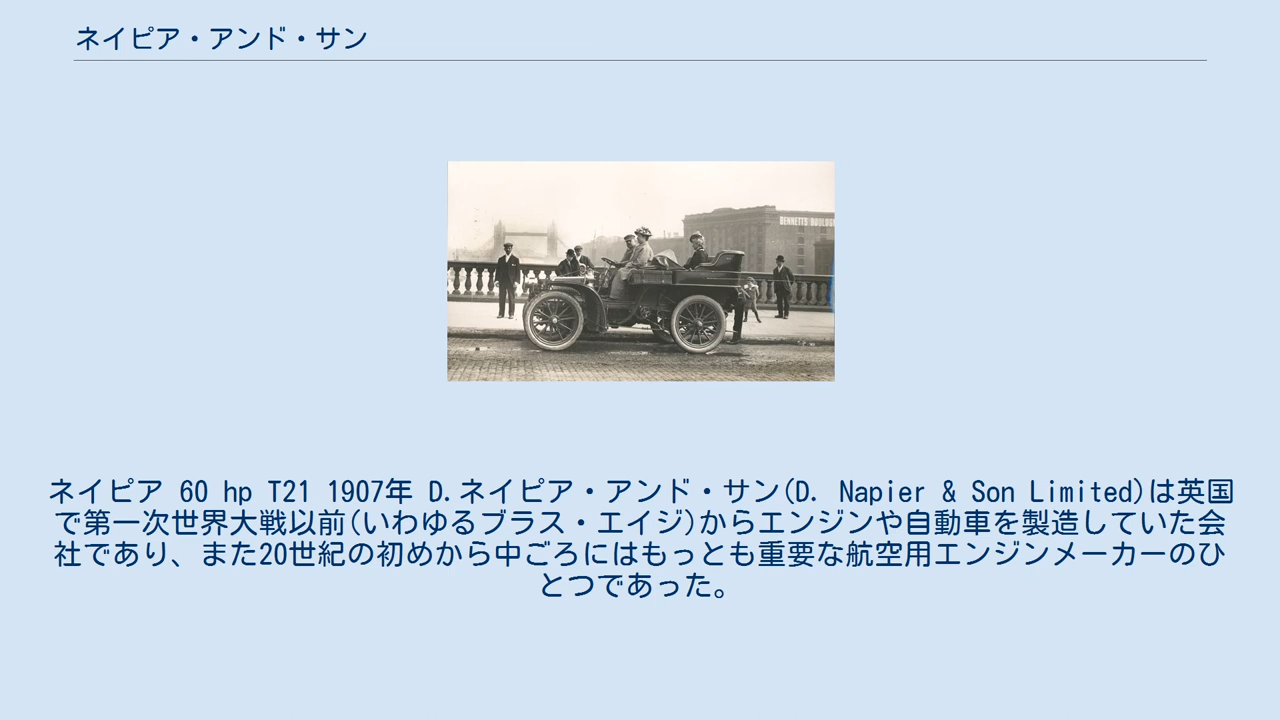 ネイピア・アンド・サン
BENNETTS
ネイピア 60 hp T21 1907年 D.ネイピア・アンド・サン(D. Napier & Son Limited)は英国
で第一次世界大戦以前(いわゆるブラス・エイジ)からエンジンや自動車を製造していた会
社であり、また20世紀の初めから中ごろにはもっとも重要な航空用エンジンメーカーのひ
とつであった。